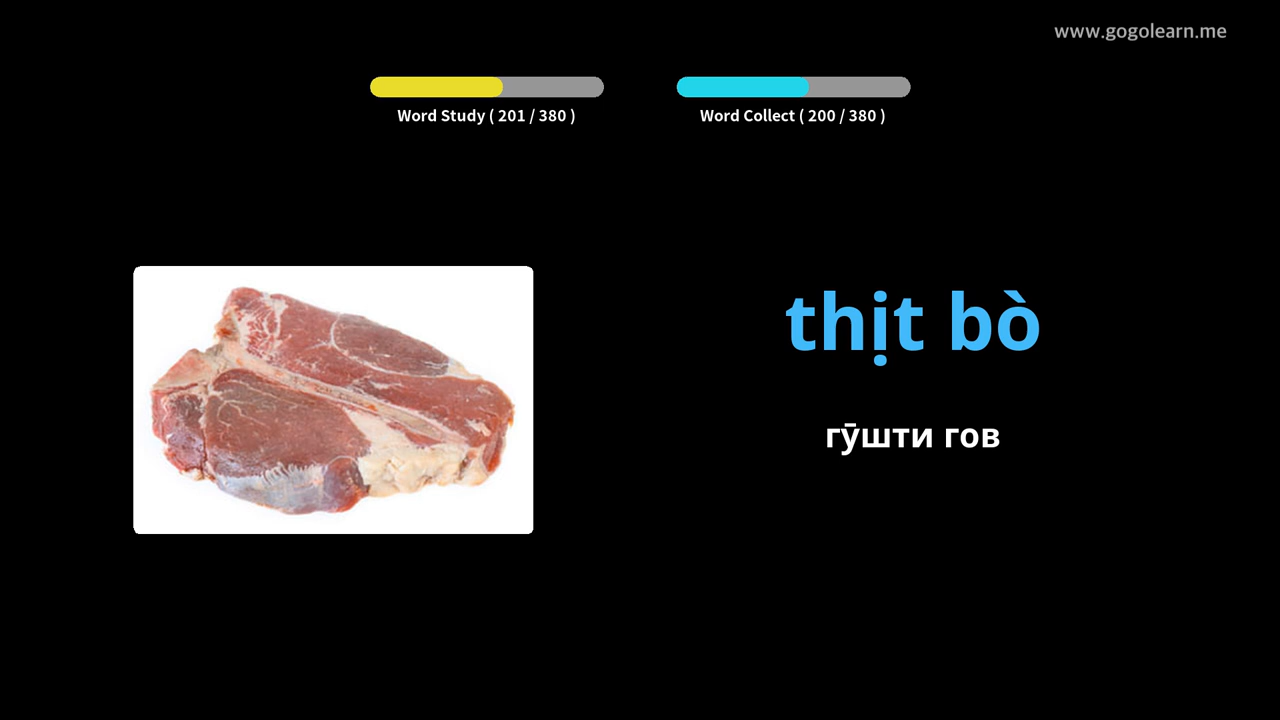 www.gogolearn.me
Word Study ( 201 / 380 )
Word Collect ( 200 / 380 )
thịt bò
гӯшти гов